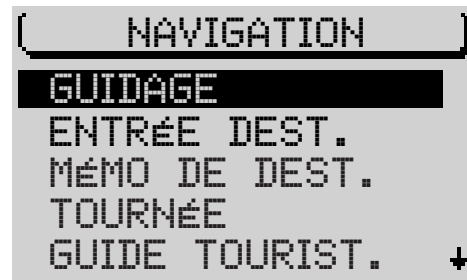 NAVIGATION
GUIDAGE
ENTRÉE DEST.
MÉMO DE DEST.
TOURNÉE
GUIDE TOURIST.